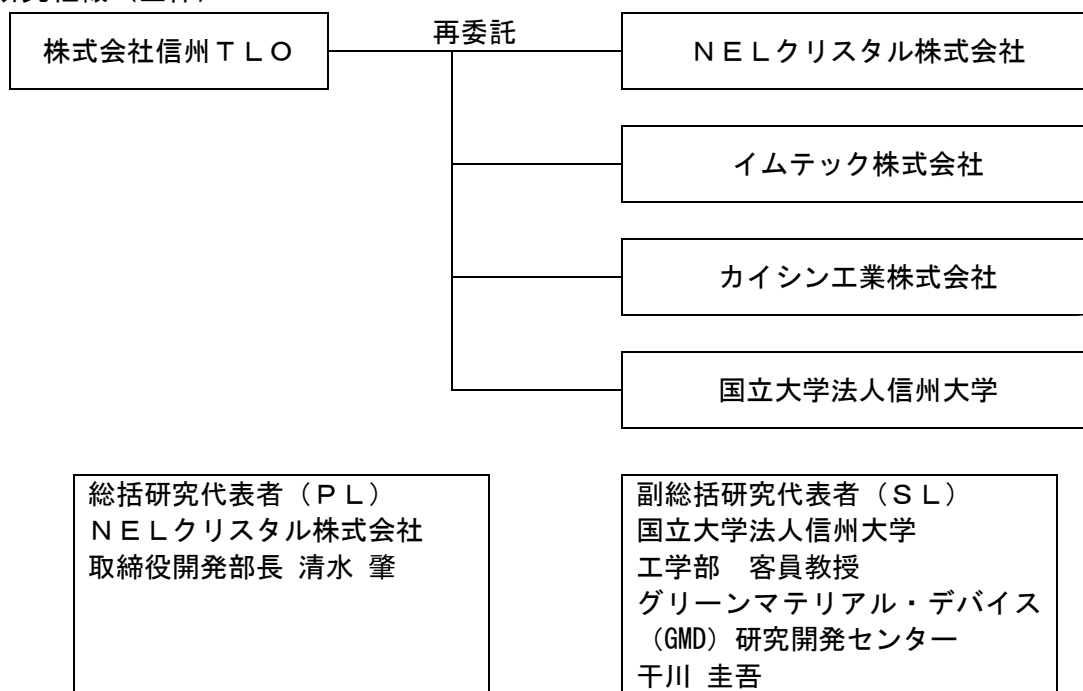 株式会社信州ＴＬＯ
再委託
ＮＥＬクリスタル株式会社
イムテック株式会社
カイシン工業株式会社
国立大学法人信州大学
総括研究代表者（ＰＬ）
ＮＥＬクリスタル株式会社
取締役開発部長 清水 肇
副総括研究代表者（ＳＬ）
国立大学法人信州大学
工学部　客員教授
グリーンマテリアル・デバイス
（GMD）研究開発センター
干川 圭吾